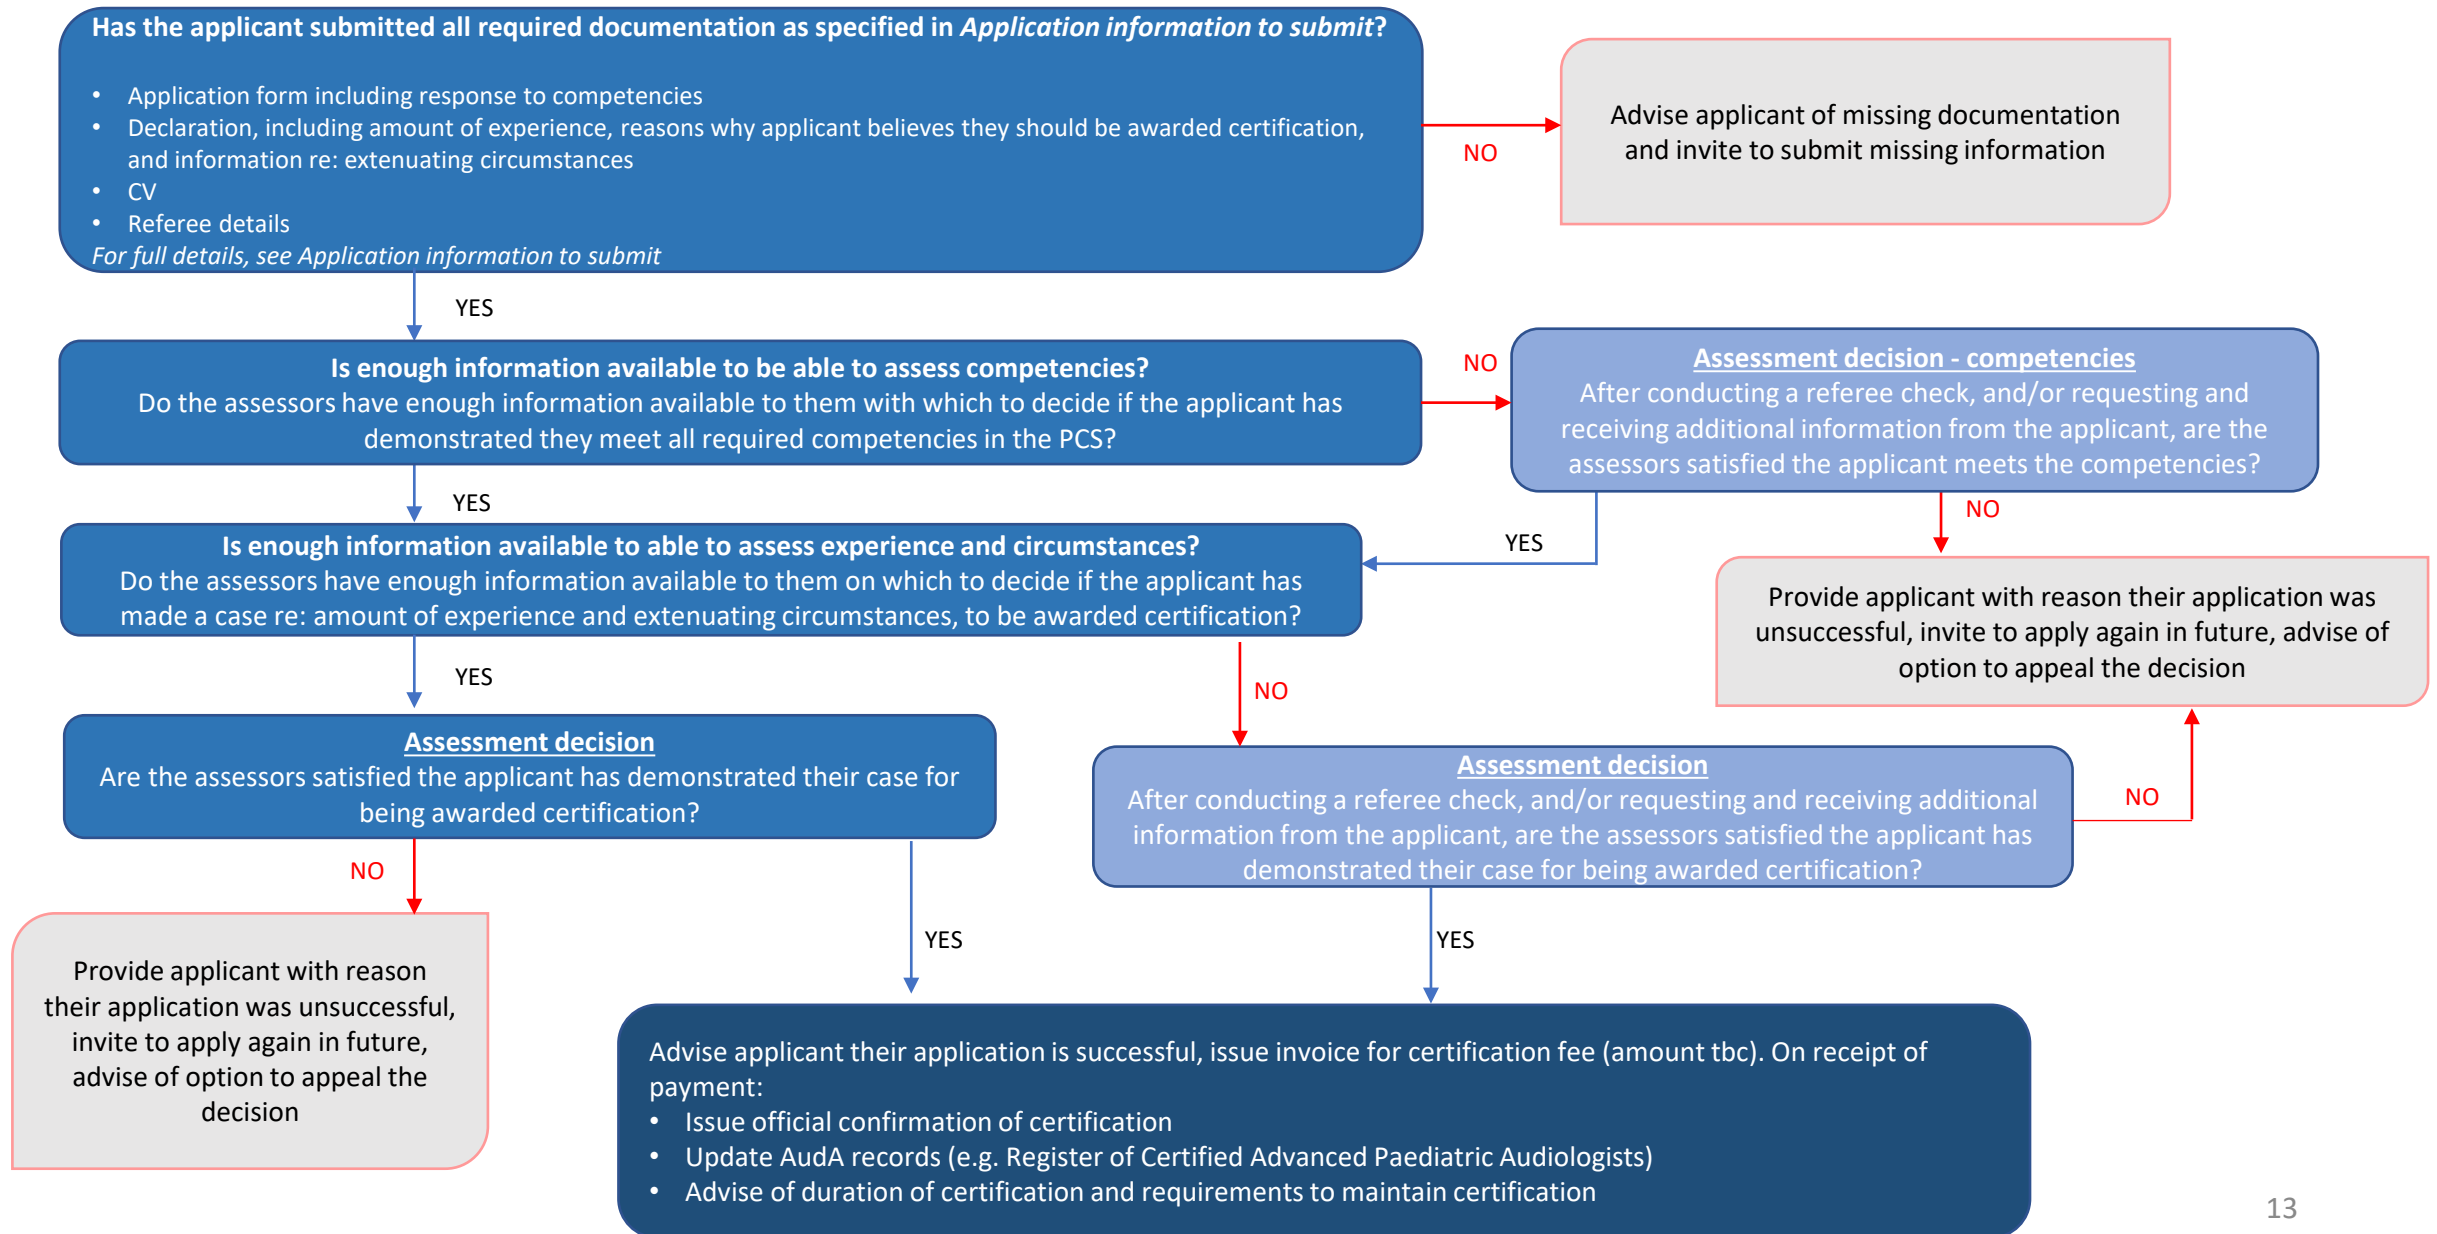 Has the applicant submitted all required documentation as specified in Application information to submit?
• Application form including response to competencies
• Declaration, including amount of experience, reasons why applicant believes they should be awarded certification,
and information re: extenuating circumstances
• CV
• Referee details
For full details, see Application information to submit
NO
Advise applicant of missing documentation
and invite to submit missing information
YES
Is enough information available to be able to assess competencies?
Do the assessors have enough information available to them with which to decide if the applicant has
demonstrated they meet all required competencies in the PCS?
NO
Assessment decision - competencies
After conducting a referee check, and/or requesting and
receiving additional information from the applicant, are the
assessors satisfied the applicant meets the competencies?
YES
YES
NO
Is enough information available to able to assess experience and circumstances?
Do the assessors have enough information available to them on which to decide if the applicant has
made a case re: amount of experience and extenuating circumstances, to be awarded certification?
Provide applicant with reason their application was
unsuccessful, invite to apply again in future, advise of
option to appeal the decision
YES
NO
Assessment decision
Are the assessors satisfied the applicant has demonstrated their case for
being awarded certification?
Assessment decision
After conducting a referee check, and/or requesting and receiving additional
information from the applicant, are the assessors satisfied the applicant has
demonstrated their case for being awarded certification?
NO
NO
YES
YES
Provide applicant with reason
their application was unsuccessful,
invite to apply again in future,
advise of option to appeal the
decision
Advise applicant their application is successful, issue invoice for certification fee (amount tbc). On receipt of
payment:
• Issue official confirmation of certification
• Update AudA records (e.g. Register of Certified Advanced Paediatric Audiologists)
• Advise of duration of certification and requirements to maintain certification
13